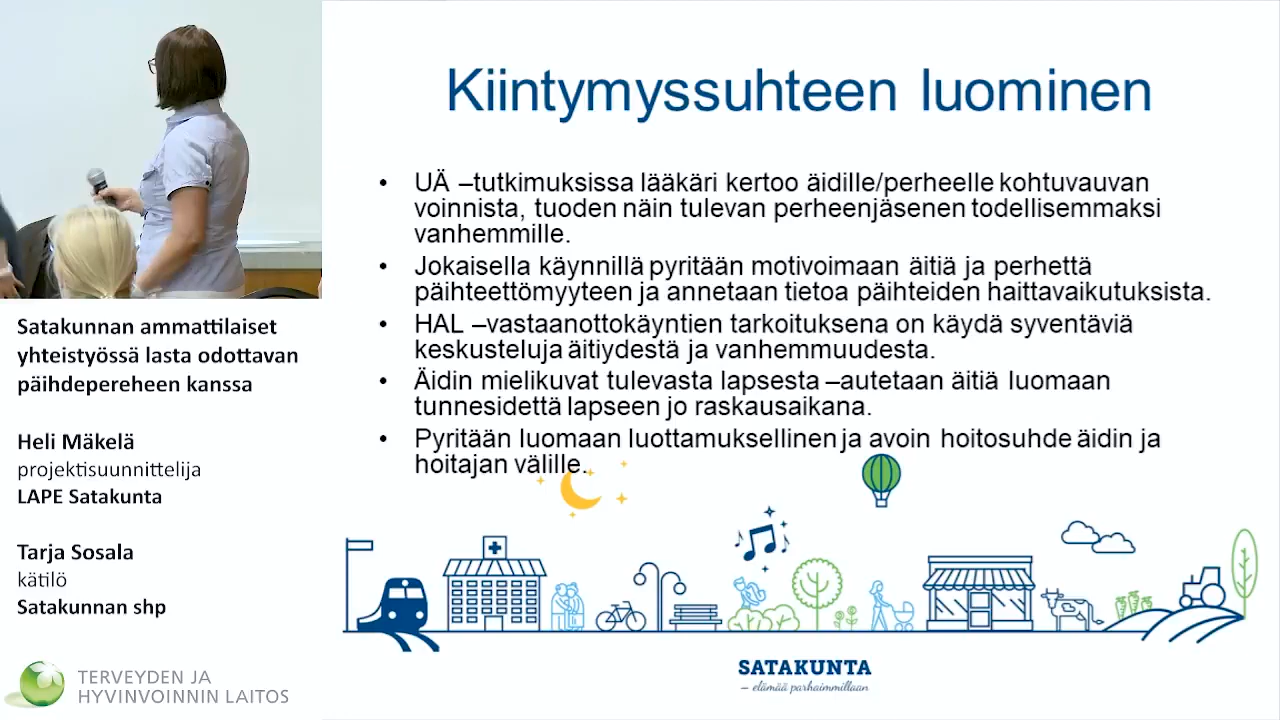 Kiintymyssuhteen luominen
• UÄ –tutkimuksissa lääkäri kertoo äidille/perheelle kohtuvauvan
voinnista, tuoden näin tulevan perheenjäsenen todellisemmaksi
vanhemmille.
• Jokaisella käynnillä pyritään motivoimaan äitiä ja perhettä
päihteettömyyteen ja annetaan tietoa päihteiden haittavaikutuksista.
• HAL –vastaanottokäyntien tarkoituksena on käydä syventäviä
keskusteluja äitiydestä ja vanhemmuudesta.
• Äidin mielikuvat tulevasta lapsesta –autetaan äitiä luomaan
tunnesidettä lapseen jo raskausaikana.
• Pyritään luomaan luottamuksellinen ja avoin hoitosuhde äidin ja
hoitajan välille.
SATAKUNTA
– elämää parhaimmillaan
Satakunnan ammattilaiset
yhteistyössä lasta odottavan
päihdepereheen kanssa
Heli Mäkelä
projektisuunnittelija
LAPE Satakunta
Tarja Sosala
kätilö
Satakunnan shp
TERVEYDEN JA
HYVINVOINNIN LAITOS